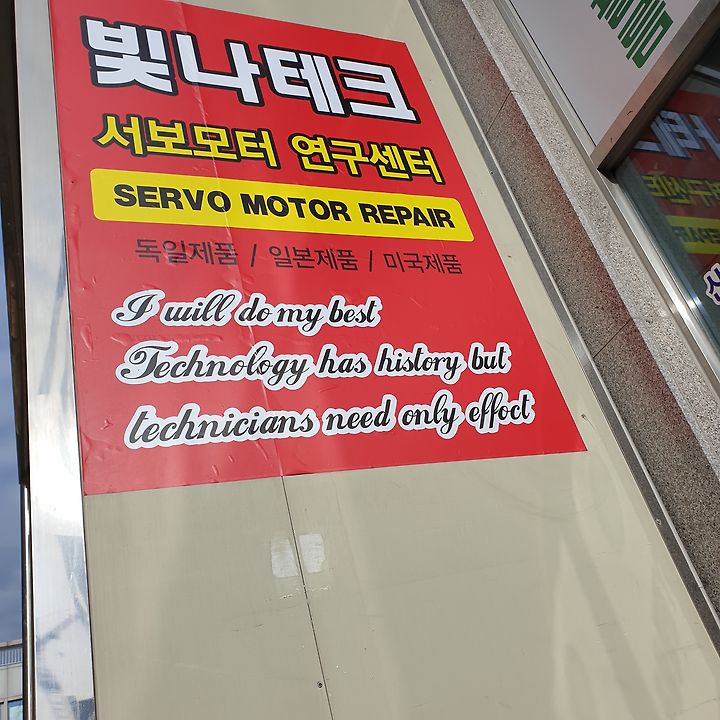 빛나테크
서보모터 연구센터
SERVO MOTOR REPAIR
독일제품 / 일본제품 / 미국제품
I will do my best
Technology has history but
technicians need only effoct